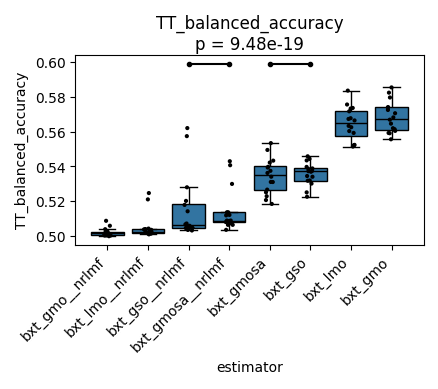 TT_balanced_accuracy
p = 9.48e-19
TT_balanced_accuracy
0.60
0.58
0.56
0.54
0.52
0.50
bxt_gmo__nrlmf
bxt_lmo__nrlmf
bxt_gso__nrlmf
bxt_gmosa__nrlmf
bxt_gmosa
bxt_gso
bxt_lmo
bxt_gmo
estimator